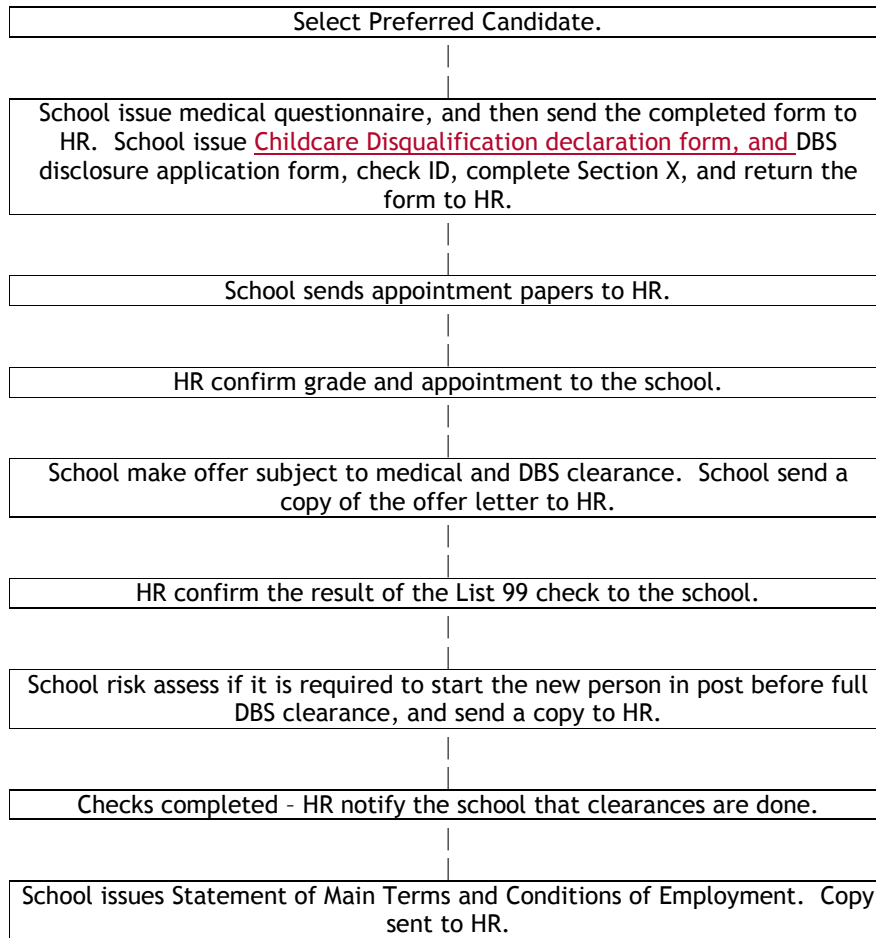 Select Preferred Candidate.
School issue medical questionnaire, and then send the completed form to
HR.  School issue Childcare Disqualification declaration form, and DBS
disclosure application form, check ID, complete Section X, and return the
form to HR.
School sends appointment papers to HR.
HR confirm grade and appointment to the school.
School make offer subject to medical and DBS clearance.  School send a
copy of the offer letter to HR.
HR confirm the result of the List 99 check to the school.
School risk assess if it is required to start the new person in post before full
DBS clearance, and send a copy to HR.
Checks completed – HR notify the school that clearances are done.
School issues Statement of Main Terms and Conditions of Employment.  Copy
sent to HR.